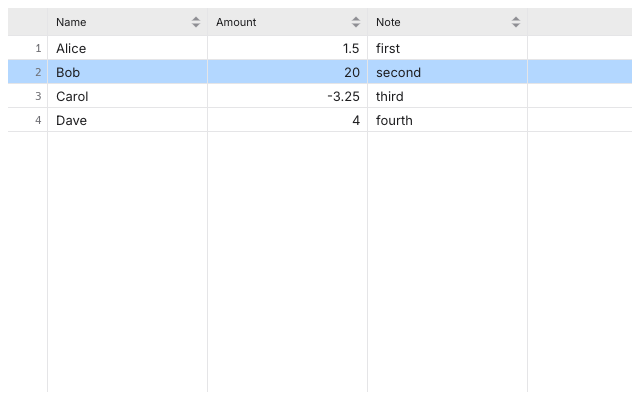 Name Amount Note
1 Alice 1.5 first
2 Bob 20 second
3 Carol -3.25 third
4 Dave 4 fourth